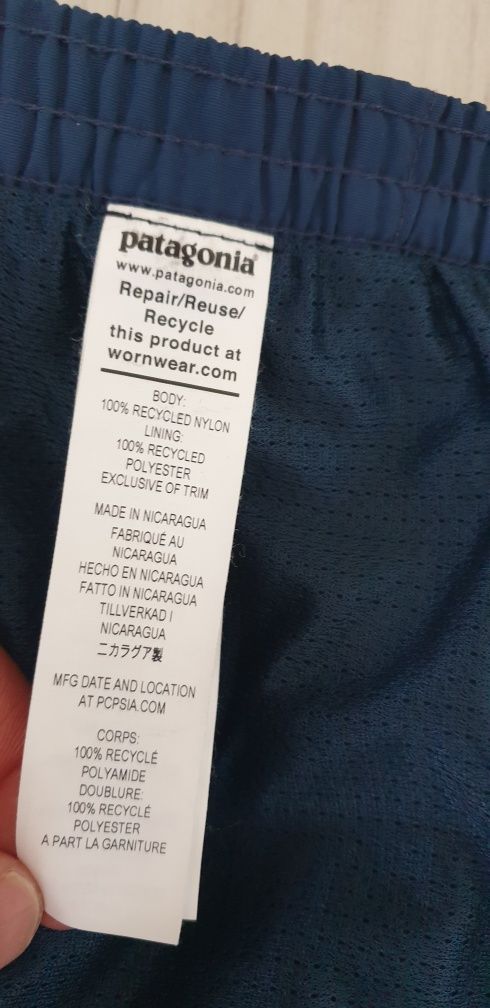 patagonia®
www.patagonia.com
Repair/Reuse/
Recycle
this product at
wornwear.com
BODY:
100% RECYCLED NYLON
LINING:
100% RECYCLED
POLYESTER
EXCLUSIVE OF TRIM
MADE IN NICARAGUA
FABRIQUÉ AU
NICARAGUA
HECHO EN NICARAGUA
FATTO IN NICARAGUA
TILLVERKAD I
NICARAGUA
ニカラグア製
MFG DATE AND LOCATION
AT PCPSIA.COM
CORPS:
100% RECYCLÉ
POLYAMIDE
DOUBLURE:
100% RECYCLÉ
POLYESTER
A PART LA GARNITURE